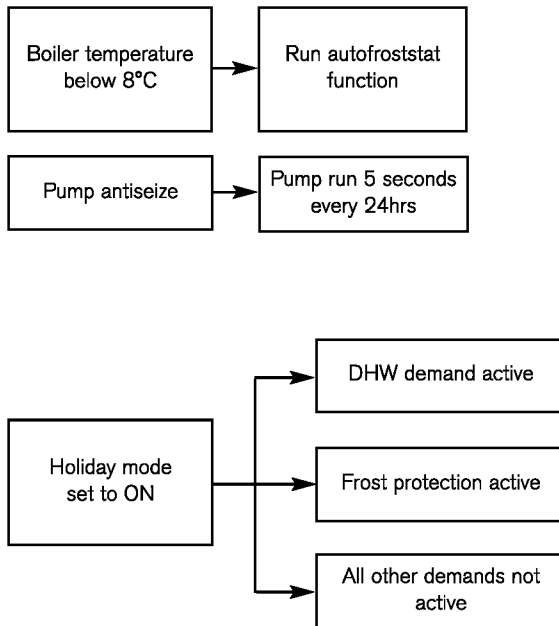 Boiler temperature
below 8°C
Run autofroststat
function
Pump antiseize
Pump run 5 seconds
every 24hrs
Holiday mode
set to ON
DHW demand active
Frost protection active
All other demands not
active